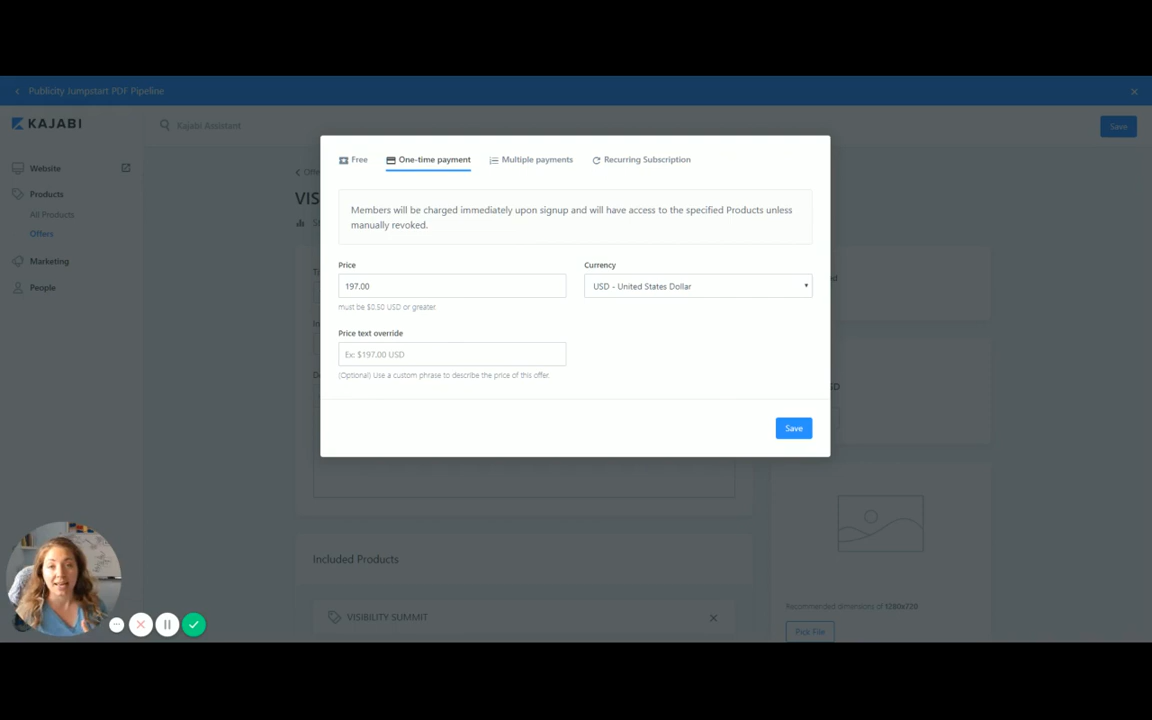 Publicity Jumpstart PDF Pipeline
KAJABI
Kajabi Assistant
Save
Website
Products
All Products
Offers
Marketing
People
Offe
VIS
Free
One-time payment
Multiple payments
Recurring Subscription
Members will be charged immediately upon signup and will have access to the specified Products unless
manually revoked.
Price
Currency
197.00
USD - United States Dollar
must be $0.50 USD or greater.
Price text override
Ex: $197.00 USD
(Optional) Use a custom phrase to describe the price of this offer.
Save
Included Products
VISIBILITY SUMMIT
Recommended dimensions of 1280x720
Pick File